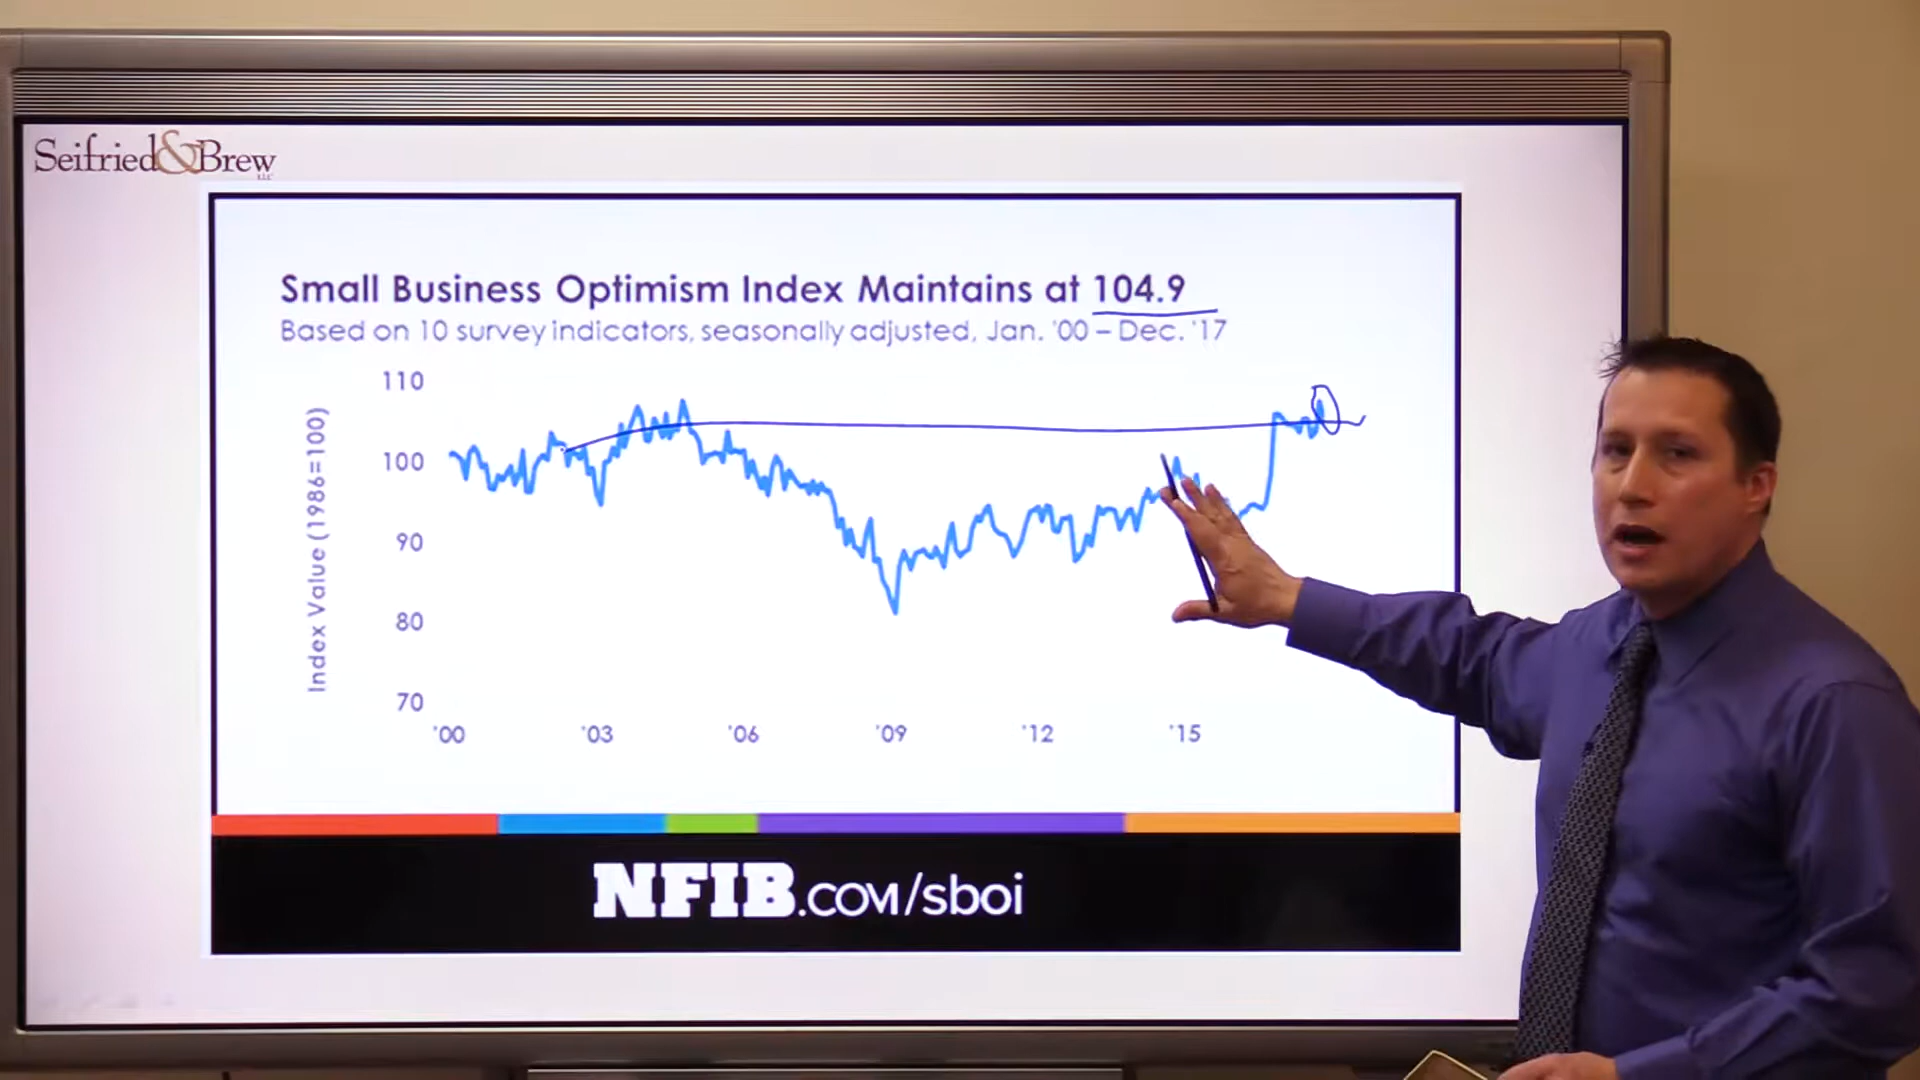 Seifried&Brew
LLC
Small Business Optimism Index Maintains at 104.9
Based on 10 survey indicators, seasonally adjusted, Jan. '00 – Dec. '17
Index Value (1986=100)
110
100
90
80
70
'00 '03 '06 '09 '12 '15
NFIB.com/sboi